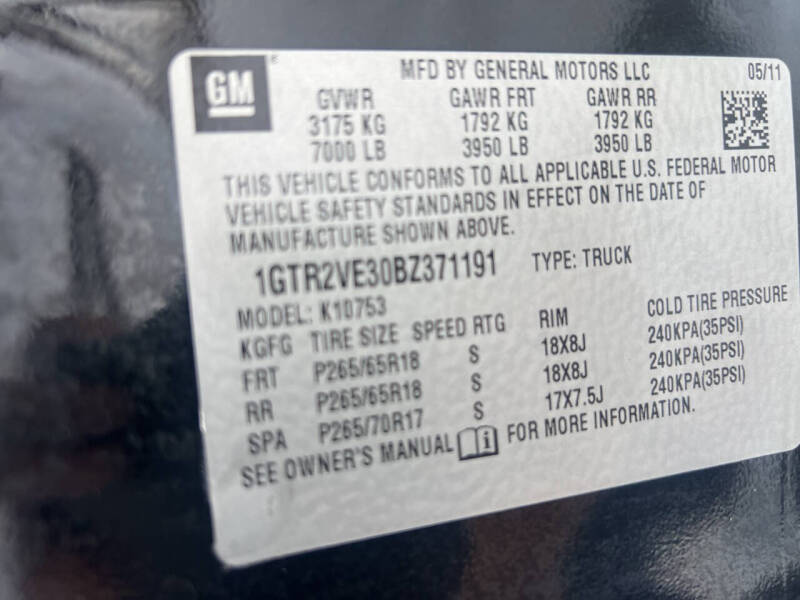 GM
MFD BY GENERAL MOTORS LLC 05/11
GVWR GAWR FRT GAWR RR
3175 KG 1792 KG 1792 KG
7000 LB 3950 LB 3950 LB
THIS VEHICLE CONFORMS TO ALL APPLICABLE U.S. FEDERAL MOTOR
VEHICLE SAFETY STANDARDS IN EFFECT ON THE DATE OF
MANUFACTURE SHOWN ABOVE.
1GTR2VE30BZ371191 TYPE: TRUCK
MODEL: K10753
KGFG TIRE SIZE SPEED RTG RIM COLD TIRE PRESSURE
FRT P265/65R18 S 18X8J 240KPA(35PSI)
RR P265/65R18 S 18X8J 240KPA(35PSI)
SPA P265/70R17 S 17X7.5J 240KPA(35PSI)
SEE OWNER'S MANUAL i FOR MORE INFORMATION.